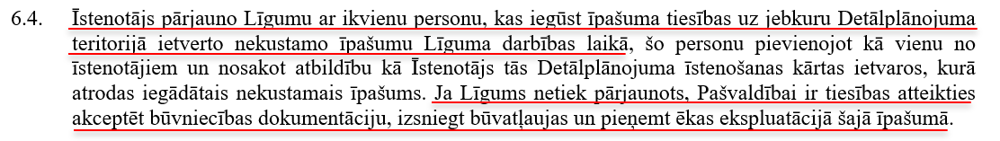 6.4. Īstenotājs pārjauno Līgumu ar ikvienu personu, kas iegūst īpašuma tiesības uz jebkuru Detālplānojuma
teritorijā ietverto nekustamo īpašumu Līguma darbības laikā, šo personu pievienojot kā vienu no
īstenotājiem un nosakot atbildību kā Īstenotājs tās Detālplānojuma īstenošanas kārtas ietvaros, kurā
atrodas iegādātais nekustamais īpašums. Ja Līgums netiek pārjaunots, Pašvaldībai ir tiesības atteikties
akceptēt būvniecības dokumentāciju, izsniegt būvatļaujas un pieņemt ēkas ekspluatācijā šajā īpašumā.